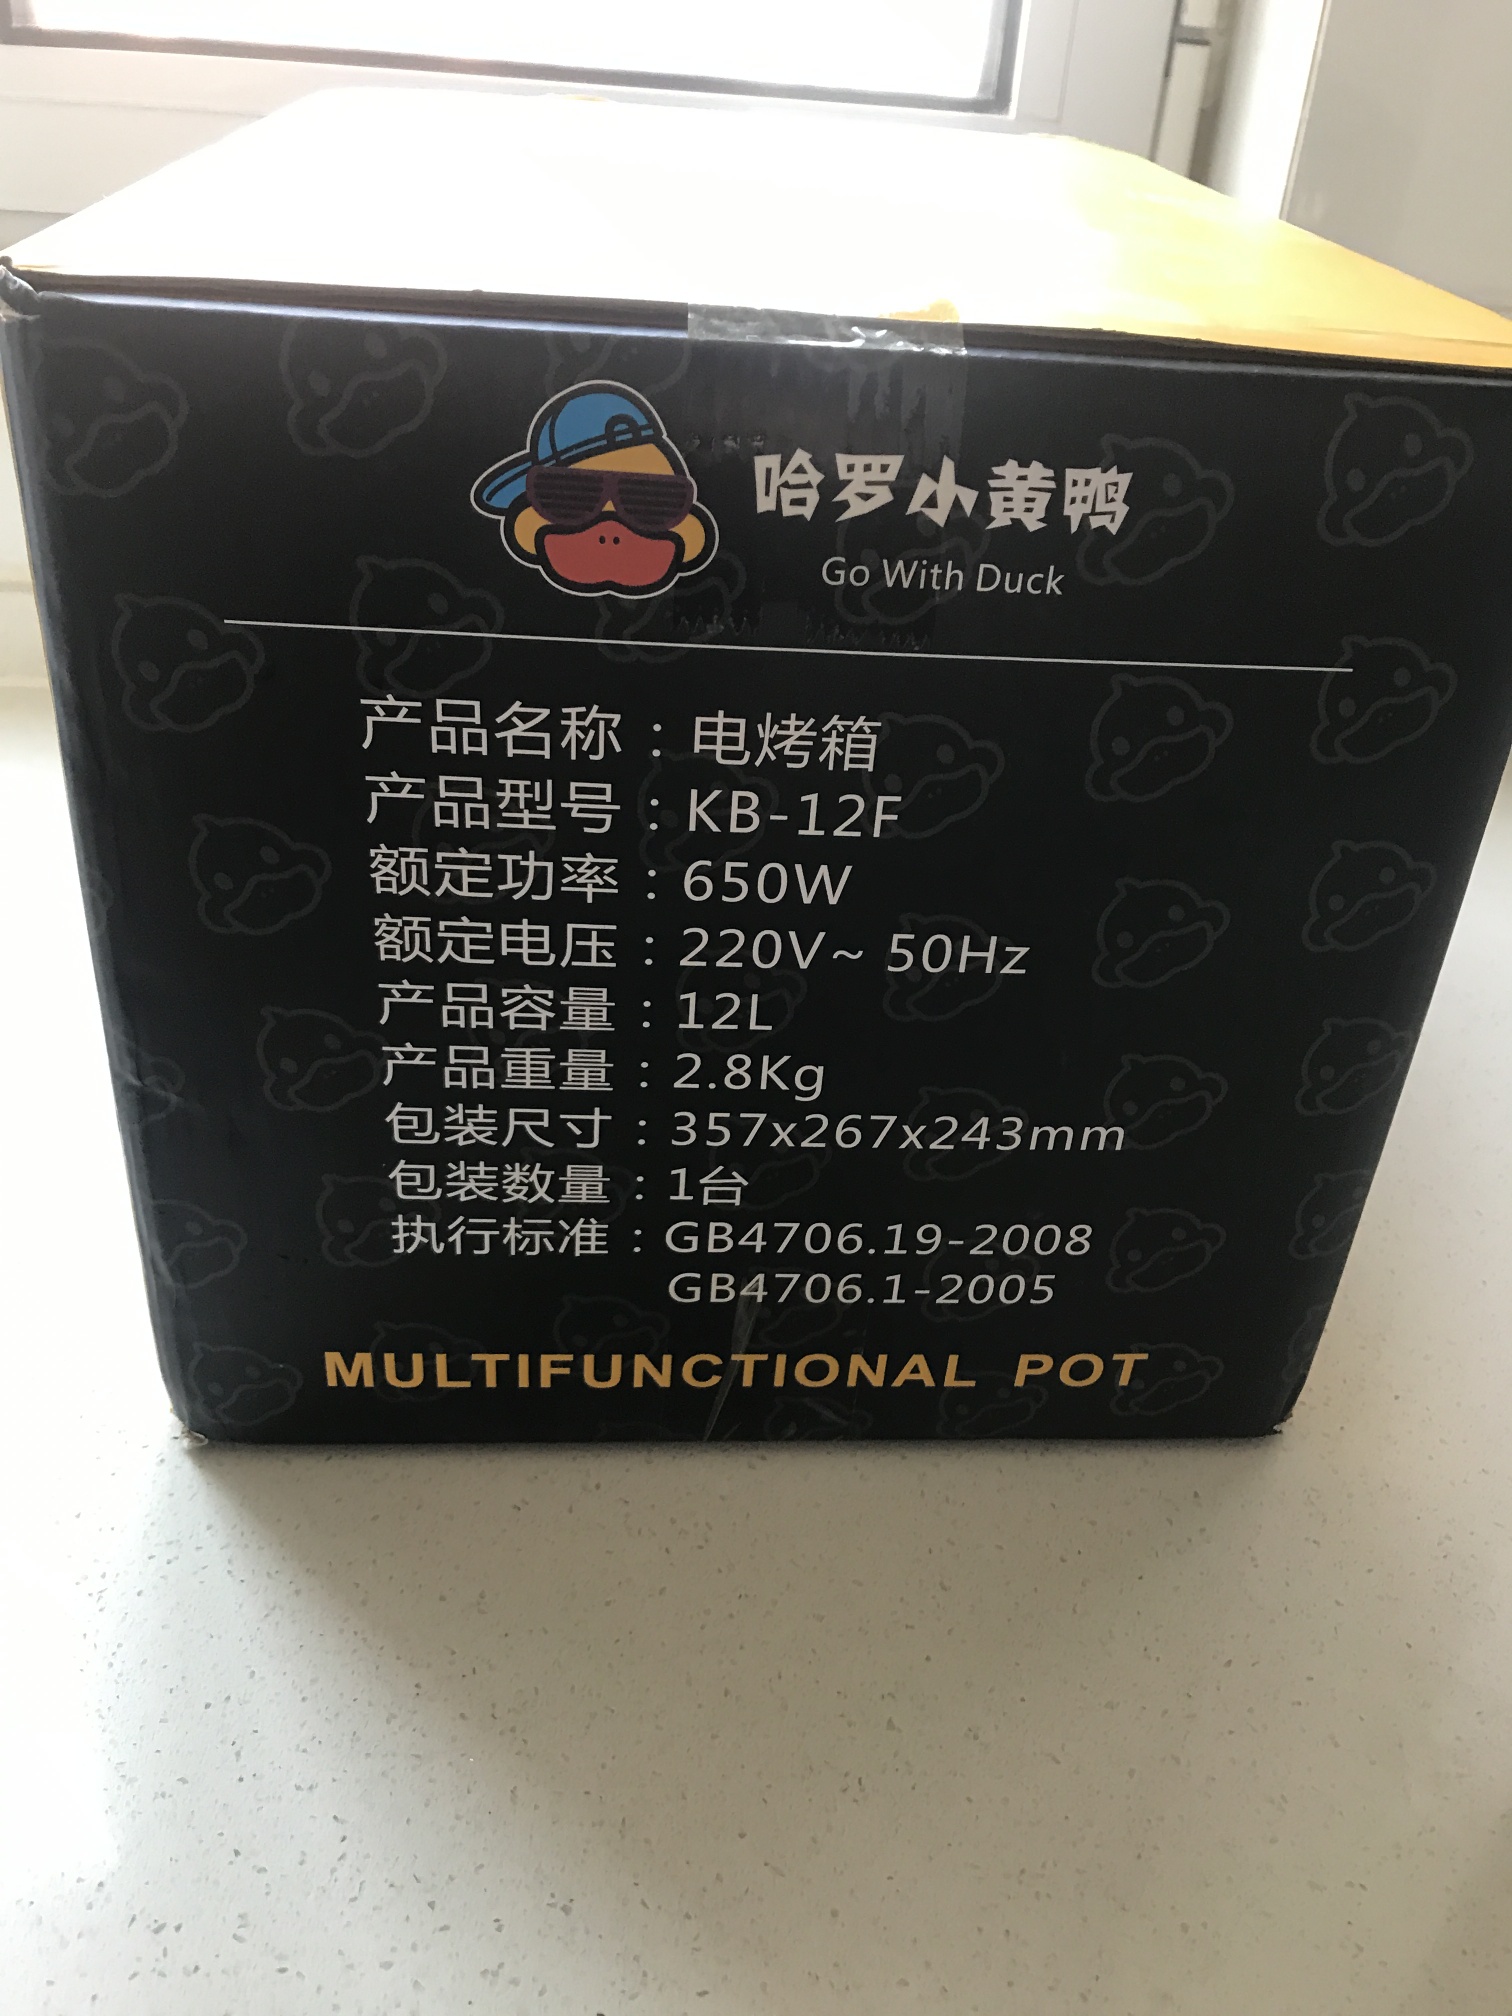 哈罗小黄鸭
Go With Duck
产品名称：电烤箱
产品型号：KB-12F
额定功率：650W
额定电压：220V~ 50Hz
产品容量：12L
产品重量：2.8Kg
包装尺寸：357x267x243mm
包装数量：1台
执行标准：GB4706.19-2008
GB4706.1-2005
MULTIFUNCTIONAL POT